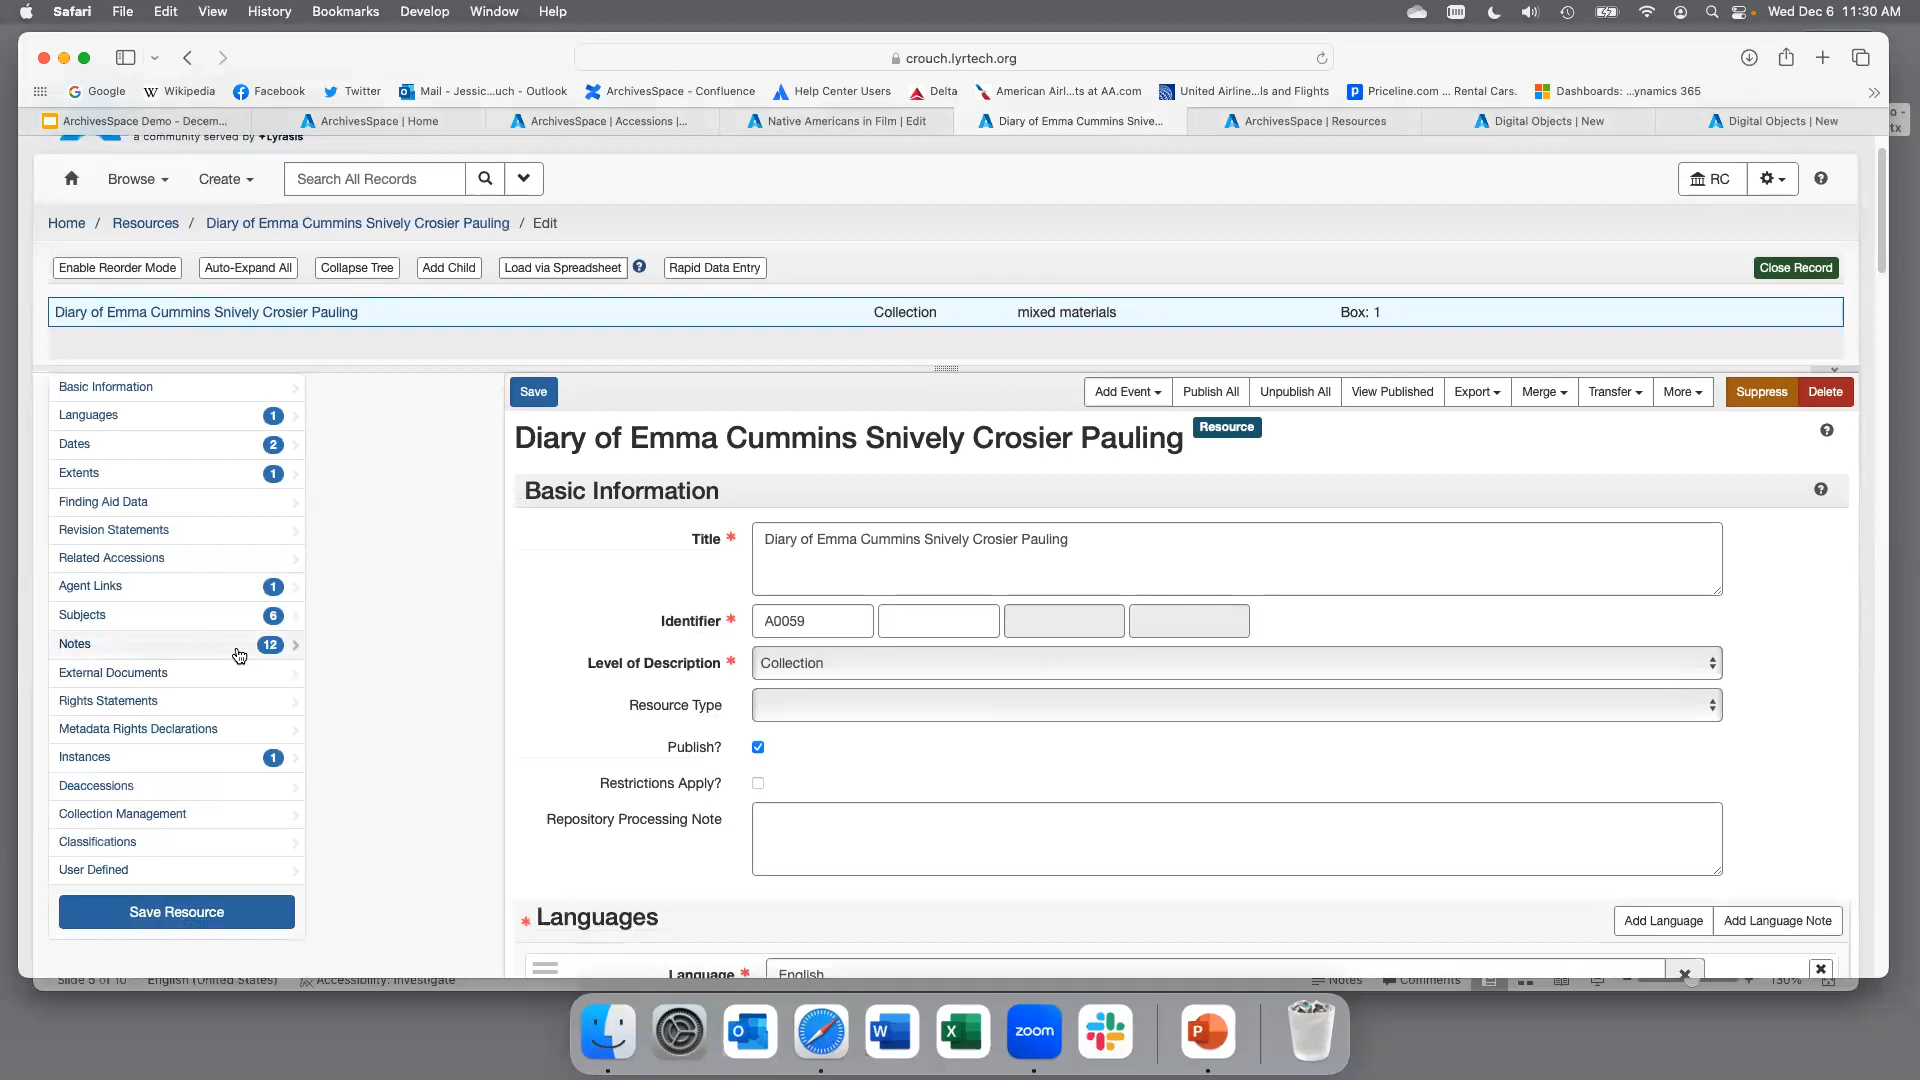 Safari File Edit View History Bookmarks Develop Window Help Wed Dec 6 11:30 AM
crouch.lyrtech.org
Google Wikipedia Facebook Twitter Mail - Jessic...uch - Outlook ArchivesSpace - Confluence Help Center Users Delta American Airl...ts at AA.com United Airline...ls and Flights Priceline.com ... Rental Cars. Dashboards: ...ynamics 365
ArchivesSpace Demo - Decem... ArchivesSpace | Home ArchivesSpace | Accessions |... Native Americans in Film | Edit Diary of Emma Cummins Snive... ArchivesSpace | Resources Digital Objects | New Digital Objects | New
a community served by Lyrasis
Browse Create Search All Records RC
Home / Resources / Diary of Emma Cummins Snively Crosier Pauling / Edit
Enable Reorder Mode Auto-Expand All Collapse Tree Add Child Load via Spreadsheet Rapid Data Entry Close Record
Diary of Emma Cummins Snively Crosier Pauling Collection mixed materials Box: 1
Basic Information
Languages 1
Dates 2
Extents 1
Finding Aid Data
Revision Statements
Related Accessions
Agent Links 1
Subjects 6
Notes 12
External Documents
Rights Statements
Metadata Rights Declarations
Instances 1
Deaccessions
Collection Management
Classifications
User Defined
Save Resource
Save Add Event Publish All Unpublish All View Published Export Merge Transfer More Suppress Delete
Diary of Emma Cummins Snively Crosier Pauling Resource
Basic Information
Title * Diary of Emma Cummins Snively Crosier Pauling
Identifier * A0059
Level of Description * Collection
Resource Type
Publish?
Restrictions Apply?
Repository Processing Note
* Languages Add Language Add Language Note
Language * English
Slide 5 of 10 English (United States) Accessibility: Investigate Notes Comments 130%
zoom